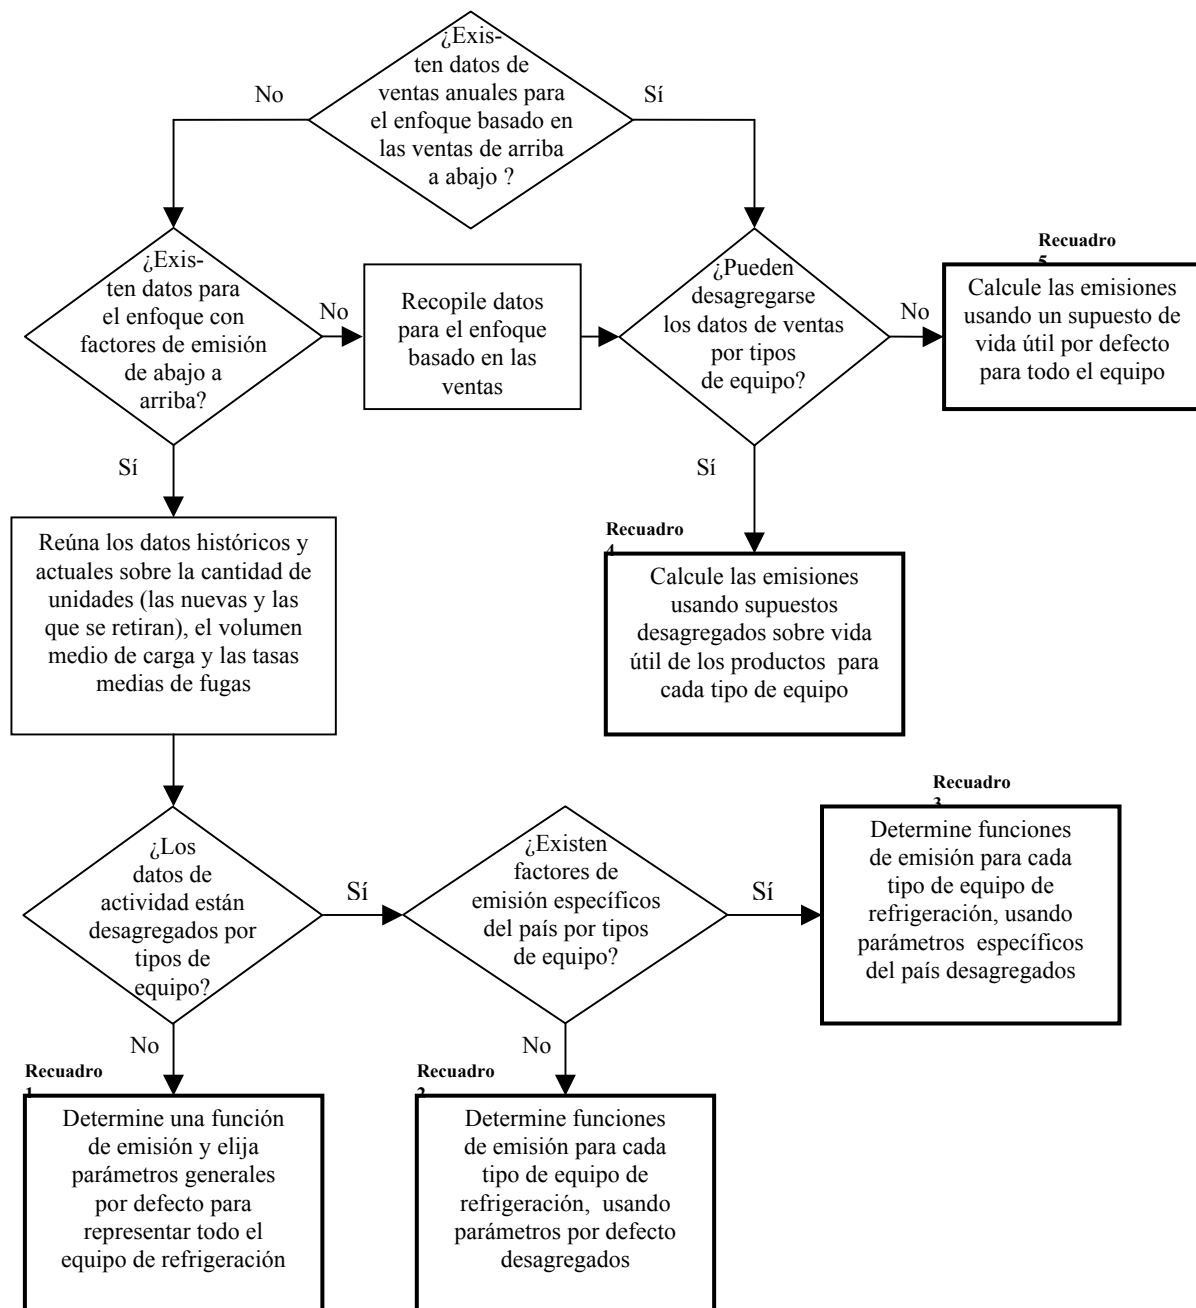 ¿Exis-
ten datos de
ventas anuales para
el enfoque basado en
las ventas de arriba
a abajo ?
No
Sí
¿Exis-
ten datos para
el enfoque con
factores de emisión
de abajo a
arriba?
No
Recopile datos
para el enfoque
basado en las
ventas
¿Pueden
desagregarse
los datos de ventas
por tipos
de equipo?
No
Recuadro
5
Calcule las emisiones
usando un supuesto de
vida útil por defecto
para todo el equipo
Sí
Sí
Reúna los datos históricos y
actuales sobre la cantidad de
unidades (las nuevas y las
que se retiran), el volumen
medio de carga y las tasas
medias de fugas
Recuadro
4
Calcule las emisiones
usando supuestos
desagregados sobre vida
útil de los productos para
cada tipo de equipo
¿Los
datos de
actividad están
desagregados por
tipos de
equipo?
Sí
¿Existen
factores de
emisión específicos
del país por tipos
de equipo?
Sí
Recuadro
3
Determine funciones
de emisión para cada
tipo de equipo de
refrigeración, usando
parámetros específicos
del país desagregados
No
No
Recuadro
1
Determine una función
de emisión y elija
parámetros generales
por defecto para
representar todo el
equipo de refrigeración
Recuadro
2
Determine funciones
de emisión para cada
tipo de equipo de
refrigeración, usando
parámetros por defecto
desagregados